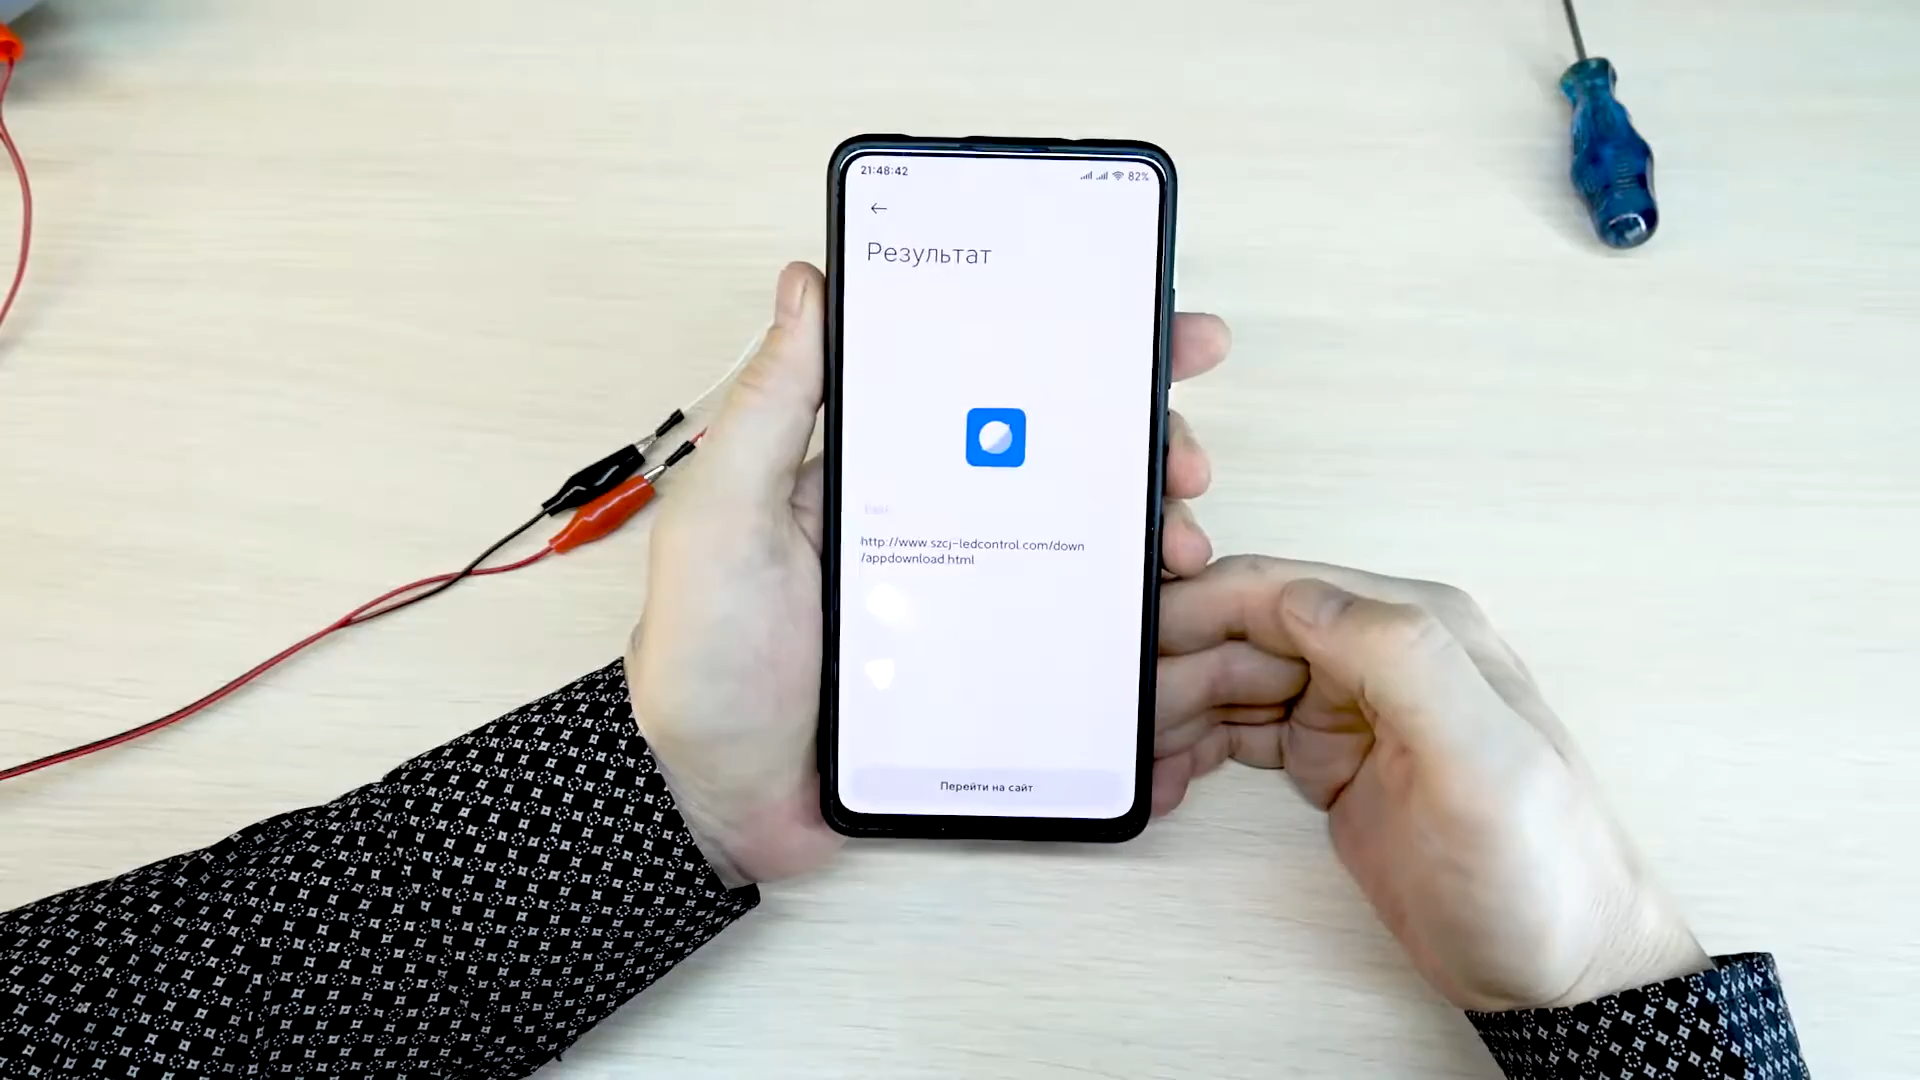 21:48:42
82%
Результат
http://www.szcj-ledcontrol.com/down
/appdownload.html
Перейти на сайт